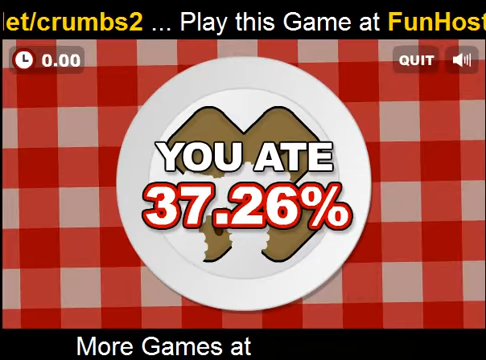 et/crumbs2 ... Play this Game at FunHost
0.00
QUIT
YOU ATE
37.26%
More Games at